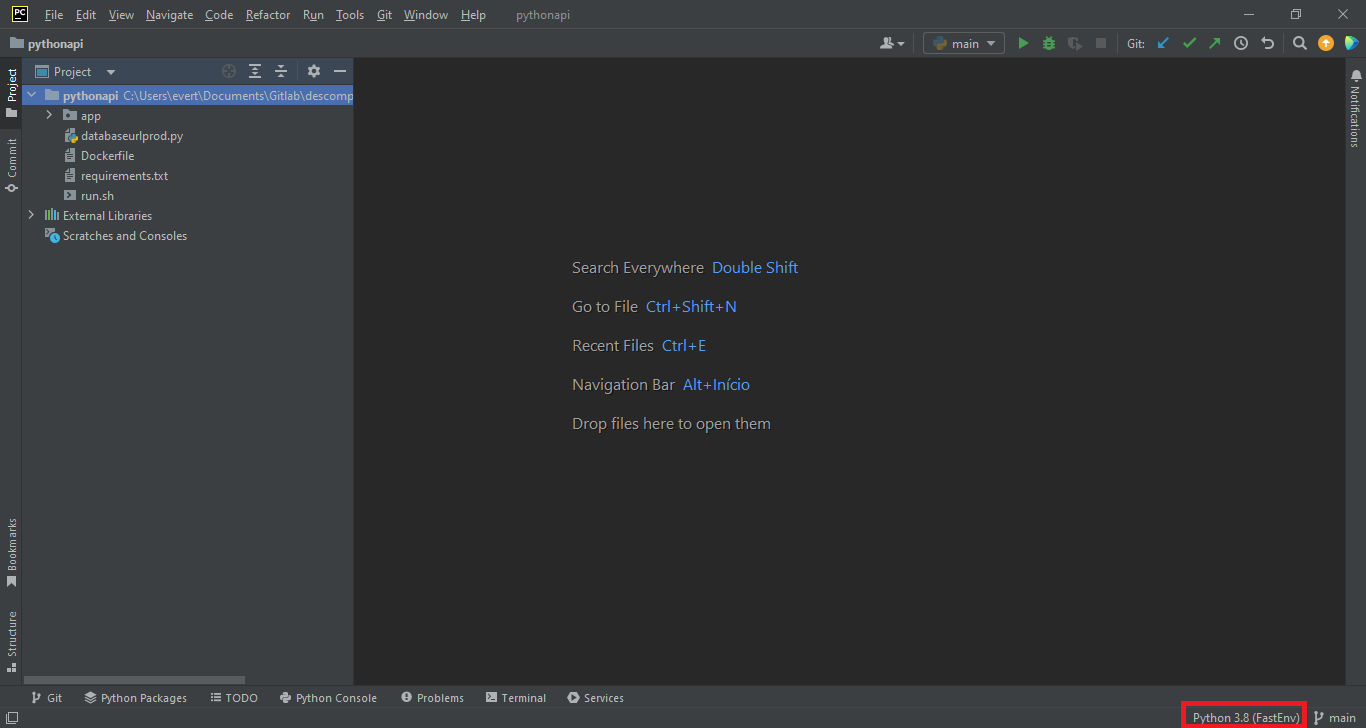 PC File Edit View Navigate Code Refactor Run Tools Git Window Help pythonapi
pythonapi
main
Git:
Project
Project
pythonapi C:\Users\evert\Documents\Gitlab\descomp
app
databaseurlprod.py
Dockerfile
requirements.txt
run.sh
External Libraries
Scratches and Consoles
Commit
Bookmarks
Structure
Notifications
Search Everywhere Double Shift
Go to File Ctrl+Shift+N
Recent Files Ctrl+E
Navigation Bar Alt+Início
Drop files here to open them
Git Python Packages TODO Python Console Problems Terminal Services
Python 3.8 (FastEnv) main